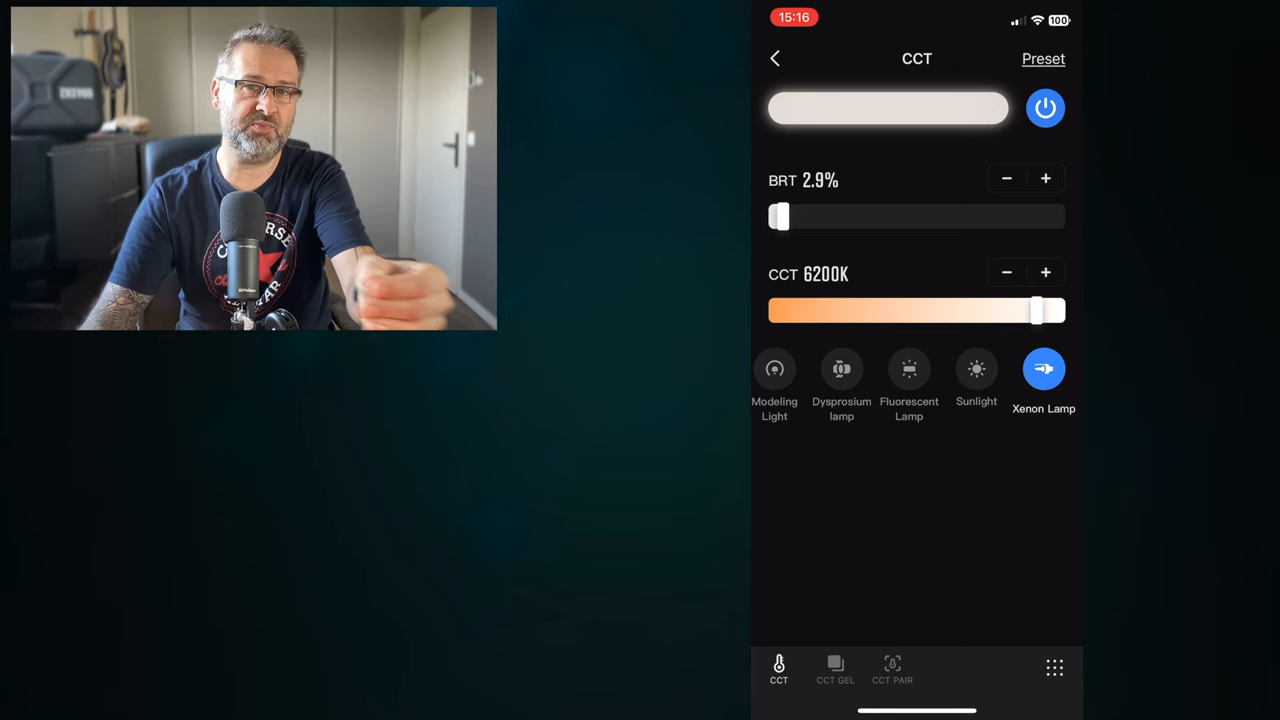 15:16
100
CCT
Preset
BRT 2.9%
CCT 6200K
Modeling
Light
Dysprosium
lamp
Fluorescent
Lamp
Sunlight
Xenon Lamp
CCT
CCT GEL
CCT PAIR
ZHIYUN